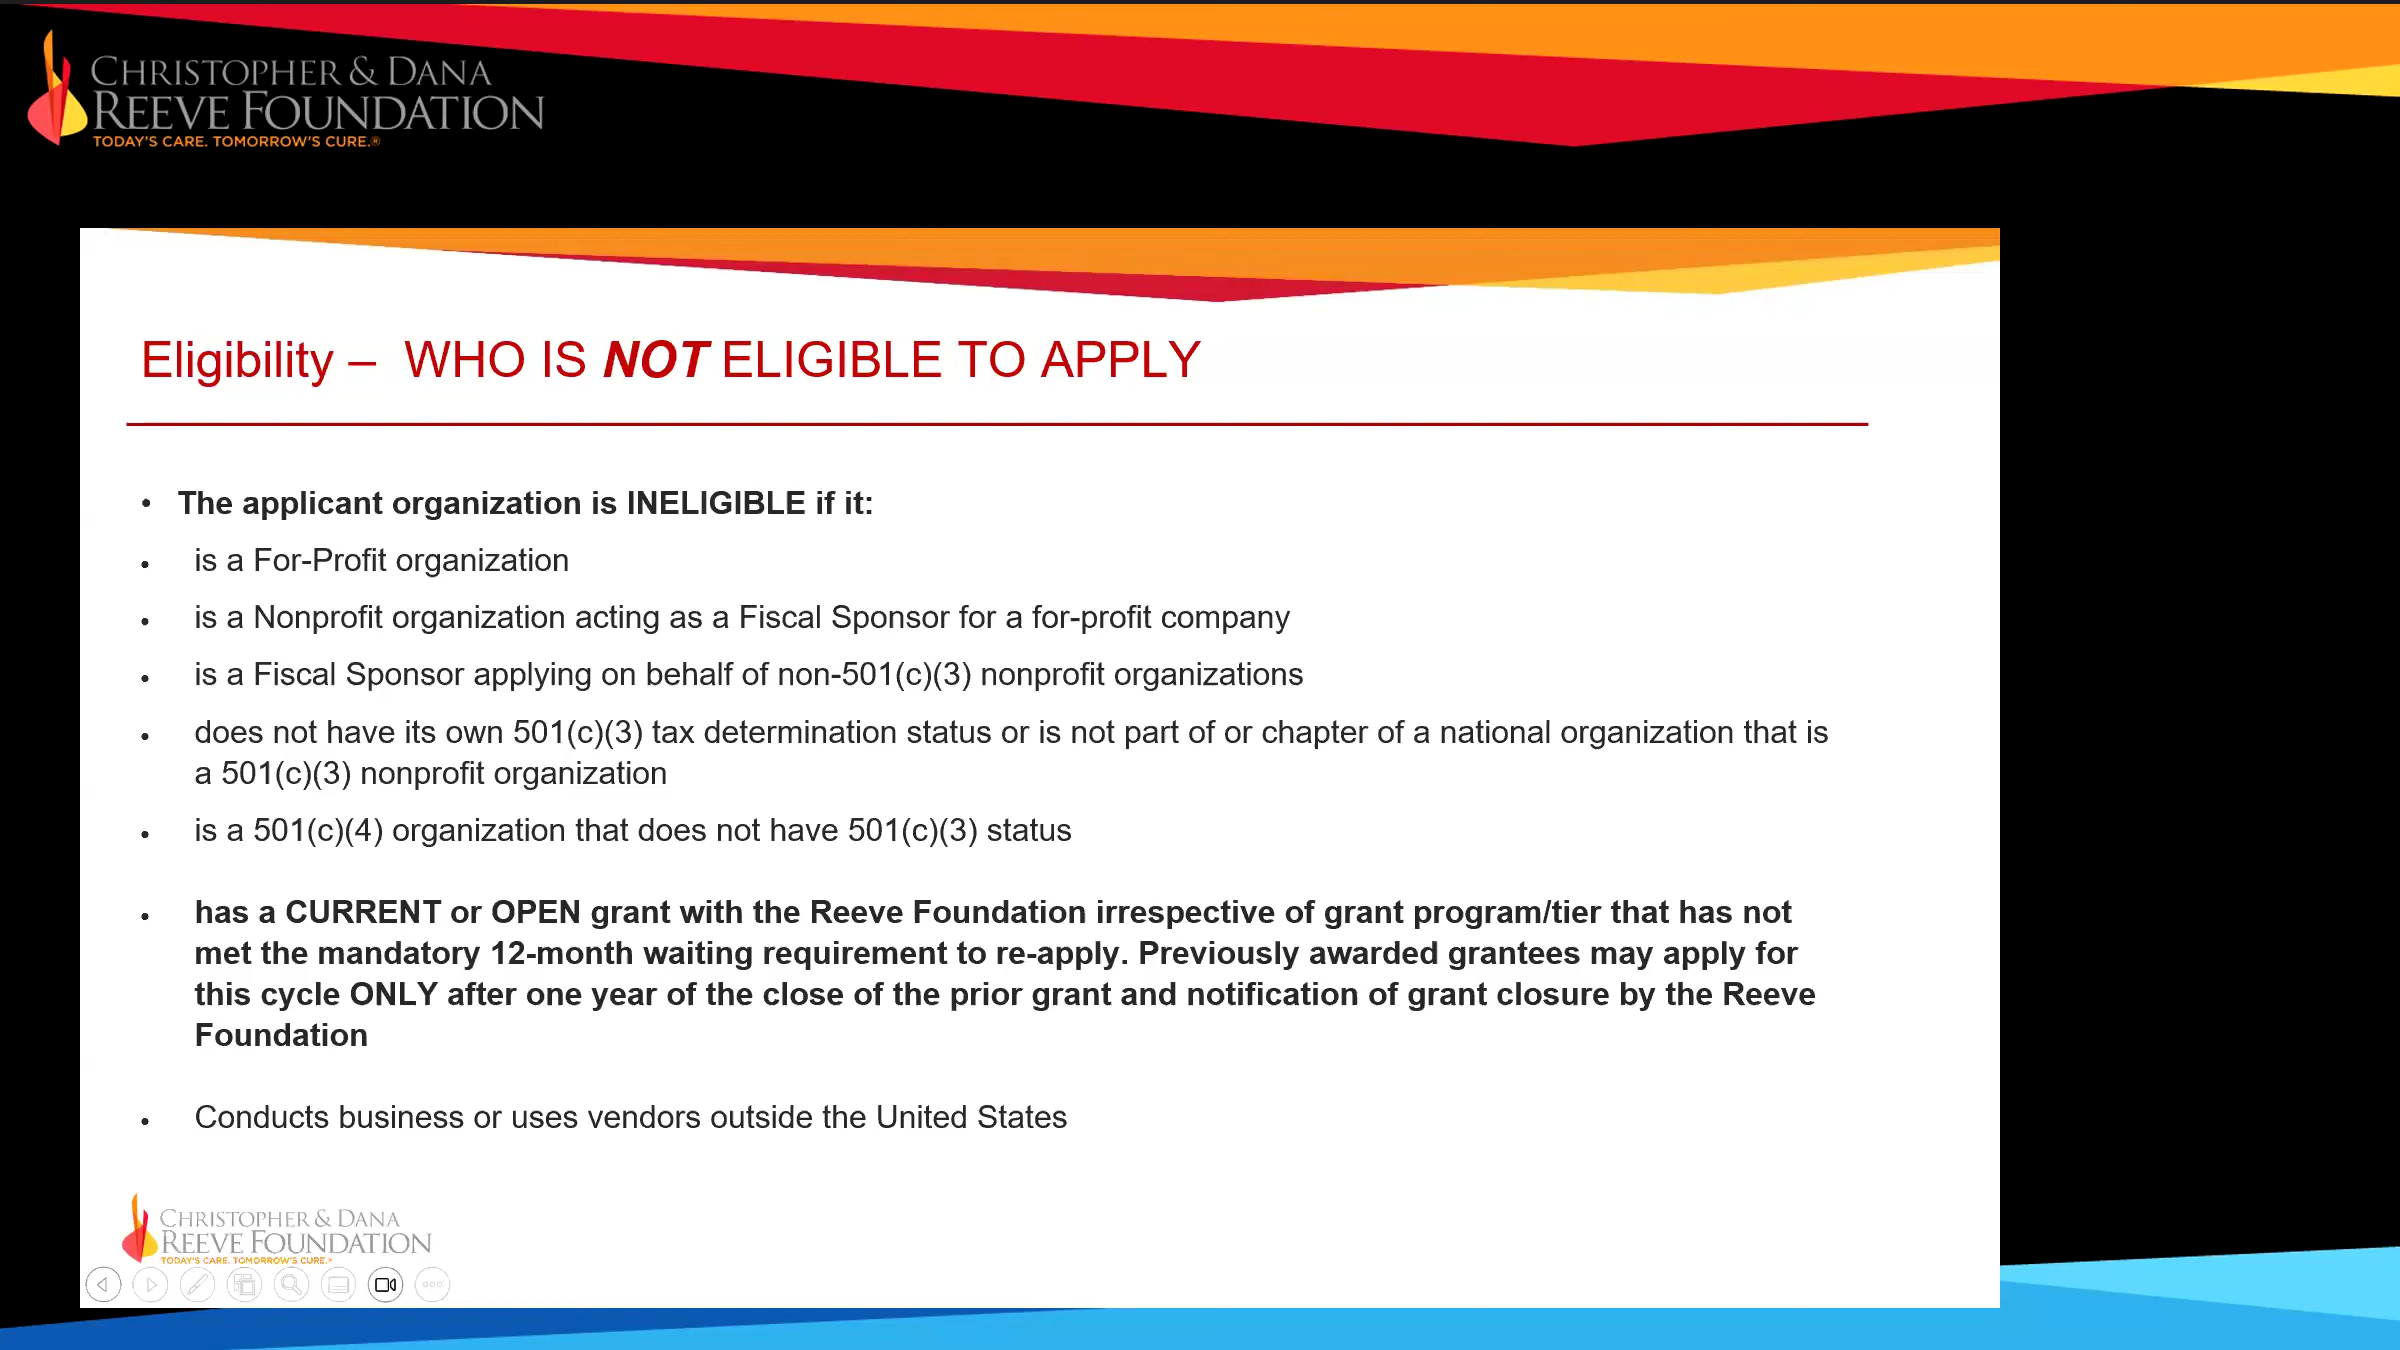 CHRISTOPHER & DANA
REEVE FOUNDATION
TODAY'S CARE. TOMORROW'S CURE.®
Eligibility – WHO IS NOT ELIGIBLE TO APPLY
• The applicant organization is INELIGIBLE if it:
• is a For-Profit organization
• is a Nonprofit organization acting as a Fiscal Sponsor for a for-profit company
• is a Fiscal Sponsor applying on behalf of non-501(c)(3) nonprofit organizations
• does not have its own 501(c)(3) tax determination status or is not part of or chapter of a national organization that is
a 501(c)(3) nonprofit organization
• is a 501(c)(4) organization that does not have 501(c)(3) status
• has a CURRENT or OPEN grant with the Reeve Foundation irrespective of grant program/tier that has not
met the mandatory 12-month waiting requirement to re-apply. Previously awarded grantees may apply for
this cycle ONLY after one year of the close of the prior grant and notification of grant closure by the Reeve
Foundation
• Conducts business or uses vendors outside the United States
CHRISTOPHER & DANA
REEVE FOUNDATION
TODAY'S CARE. TOMORROW'S CURE.®